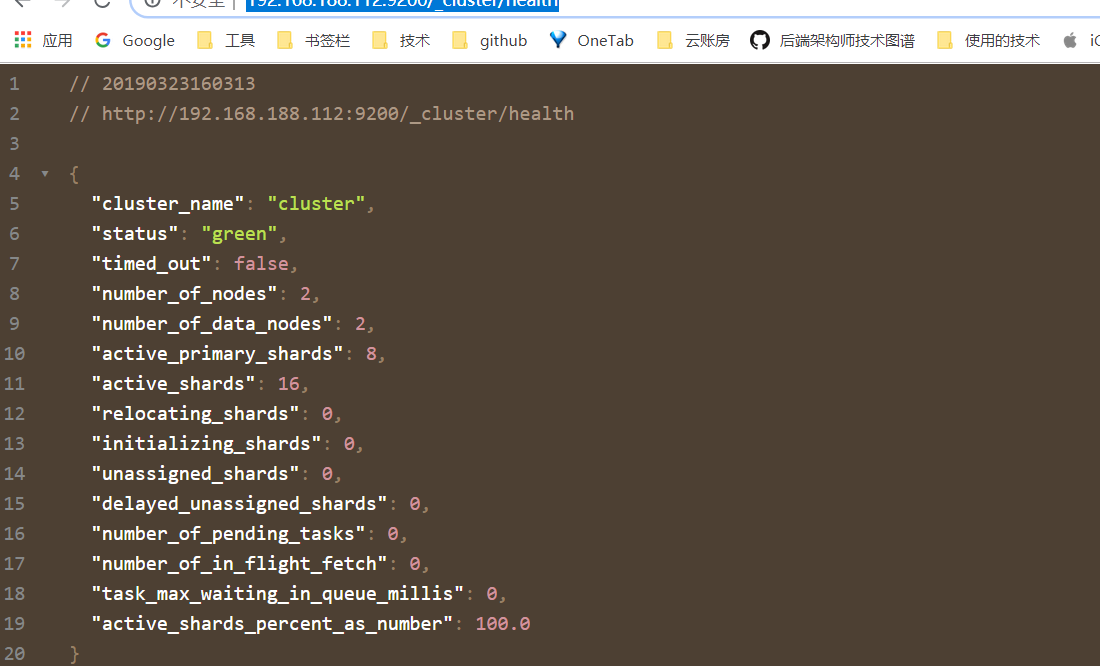 不安全 | 192.168.188.112:9200/_cluster/health
应用 Google 工具 书签栏 技术 github OneTab 云账房 后端架构师技术图谱 使用的技术
1 // 20190323160313
2 // http://192.168.188.112:9200/_cluster/health
3
4 {
5 "cluster_name": "cluster",
6 "status": "green",
7 "timed_out": false,
8 "number_of_nodes": 2,
9 "number_of_data_nodes": 2,
10 "active_primary_shards": 8,
11 "active_shards": 16,
12 "relocating_shards": 0,
13 "initializing_shards": 0,
14 "unassigned_shards": 0,
15 "delayed_unassigned_shards": 0,
16 "number_of_pending_tasks": 0,
17 "number_of_in_flight_fetch": 0,
18 "task_max_waiting_in_queue_millis": 0,
19 "active_shards_percent_as_number": 100.0
20 }